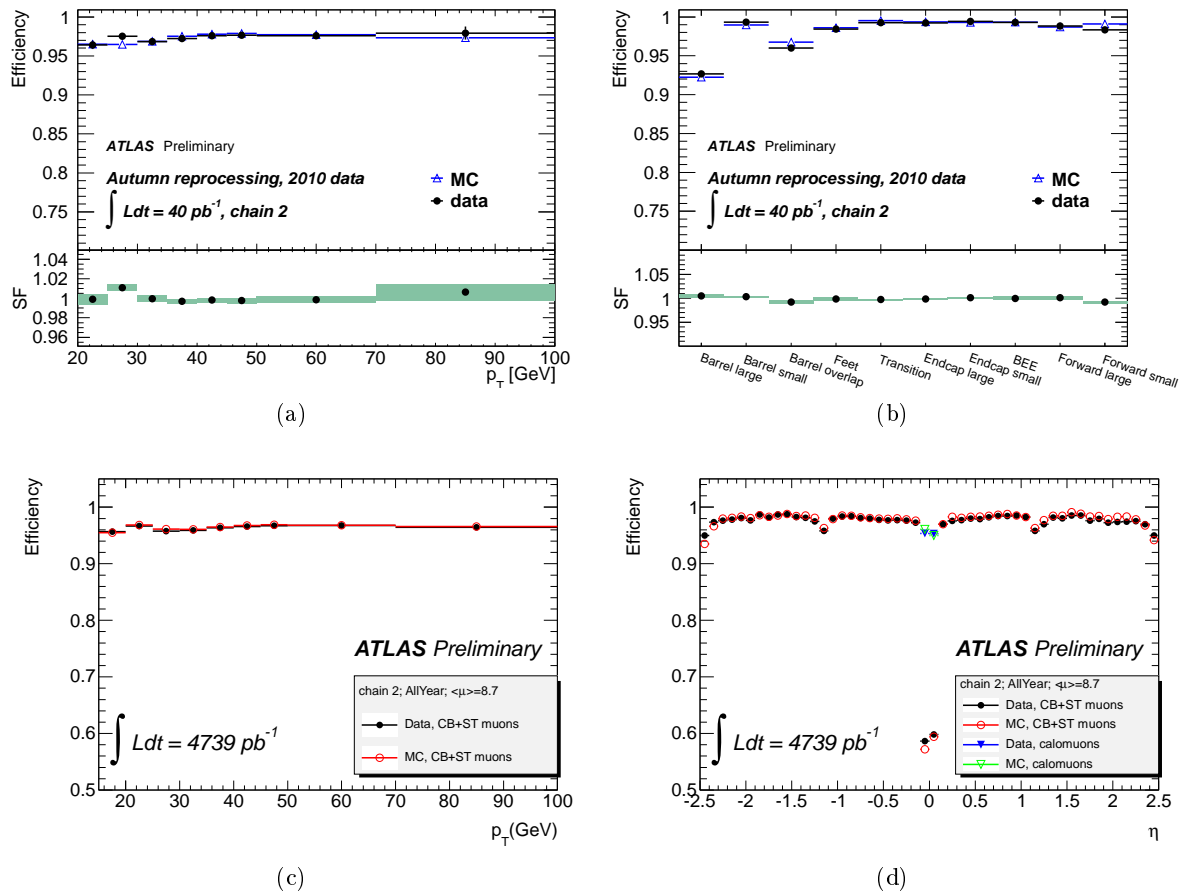 Efficiency
1
0.95
0.9
0.85
0.8
0.75
ATLAS Preliminary
Autumn reprocessing, 2010 data
∫ Ldt = 40 pb⁻¹, chain 2
MC
data
SF
1.04
1.02
1
0.98
0.96
20 30 40 50 60 70 80 90 100
p_T [GeV]
(a)
Efficiency
1
0.95
0.9
0.85
0.8
0.75
ATLAS Preliminary
Autumn reprocessing, 2010 data
∫ Ldt = 40 pb⁻¹, chain 2
MC
data
SF
1.05
1
0.95
Barrel large
Barrel small
Barrel overlap
Feet
Transition
Endcap large
Endcap small
BEE
Forward large
Forward small
(b)
Efficiency
1
0.9
0.8
0.7
0.6
0.5
ATLAS Preliminary
chain 2; AllYear; <μ>=8.7
Data, CB+ST muons
MC, CB+ST muons
∫ Ldt = 4739 pb⁻¹
20 30 40 50 60 70 80 90 100
p_T(GeV)
(c)
Efficiency
1
0.9
0.8
0.7
0.6
0.5
ATLAS Preliminary
chain 2; AllYear; <μ>=8.7
Data, CB+ST muons
MC, CB+ST muons
Data, calomuons
MC, calomuons
∫ Ldt = 4739 pb⁻¹
-2.5 -2 -1.5 -1 -0.5 0 0.5 1 1.5 2 2.5
η
(d)